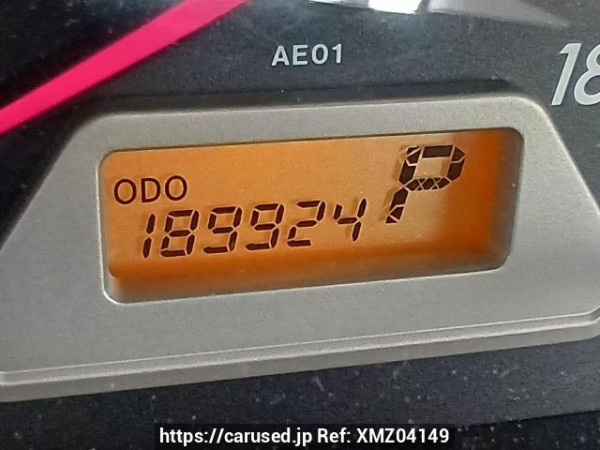 AE01
18
ODO
189924 P
https://carused.jp Ref: XMZ04149